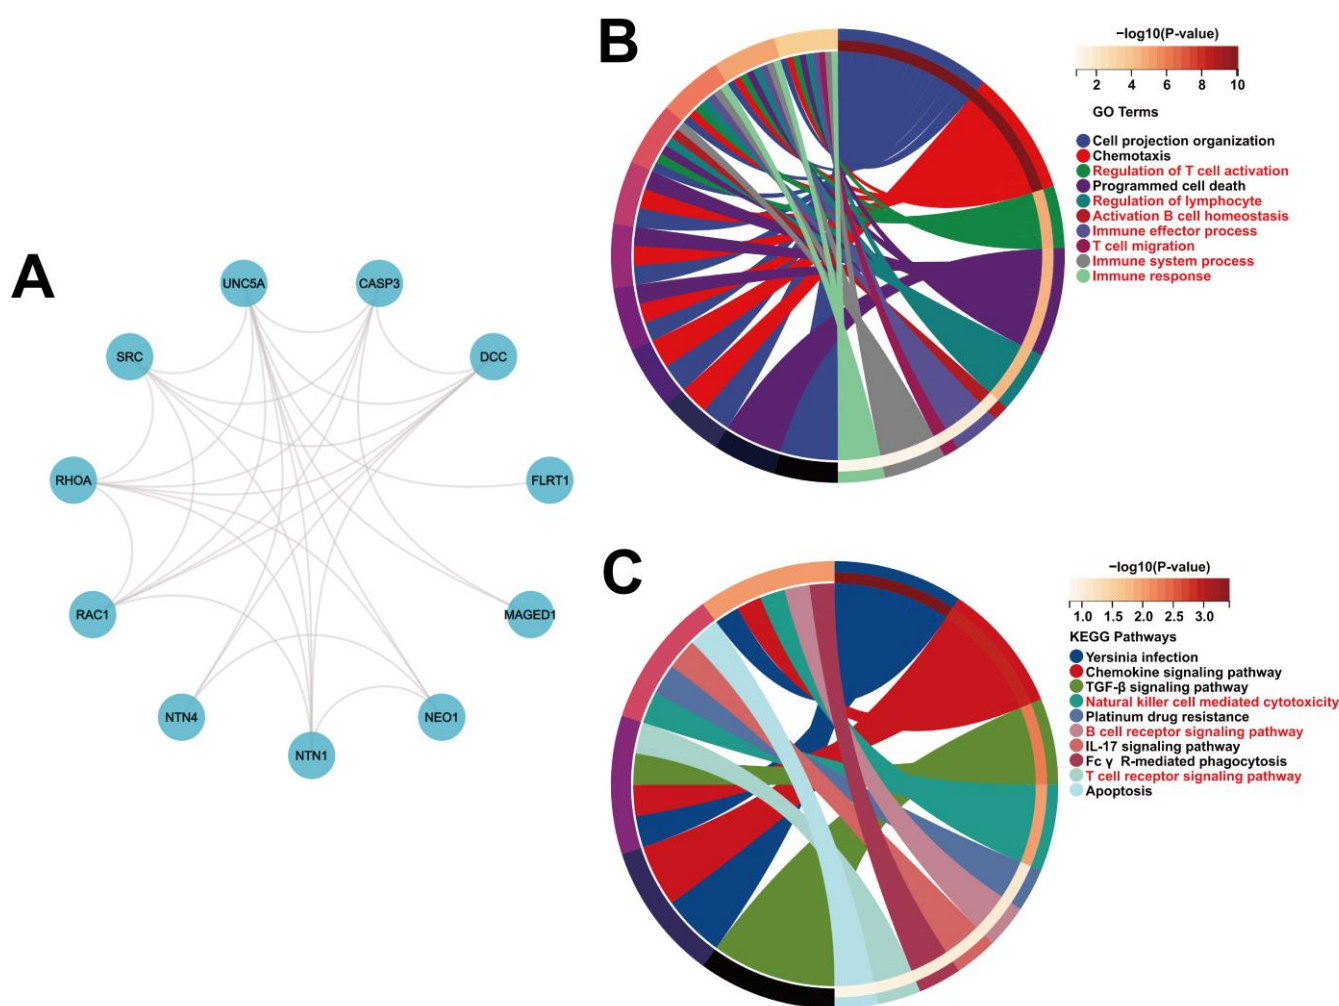 A
UNC5A
CASP3
SRC
DCC
RHOA
FLRT1
RAC1
MAGED1
NTN4
NEO1
NTN1
B
−log10(P-value)
2 4 6 8 10
GO Terms
Cell projection organization
Chemotaxis
Regulation of T cell activation
Programmed cell death
Regulation of lymphocyte
Activation B cell homeostasis
Immune effector process
T cell migration
Immune system process
Immune response
C
−log10(P-value)
1.0 1.5 2.0 2.5 3.0
KEGG Pathways
Yersinia infection
Chemokine signaling pathway
TGF-β signaling pathway
Natural killer cell mediated cytotoxicity
Platinum drug resistance
B cell receptor signaling pathway
IL-17 signaling pathway
Fc γ R-mediated phagocytosis
T cell receptor signaling pathway
Apoptosis